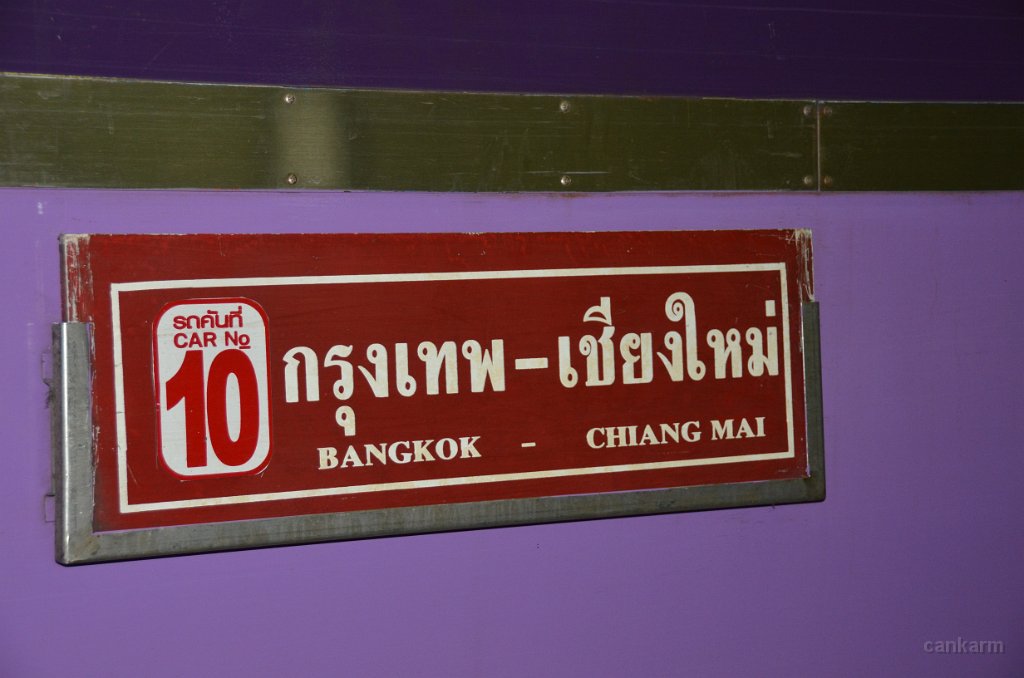 รถคันที่
CAR No
10
กรุงเทพ-เชียงใหม่
BANGKOK - CHIANG MAI
cankarm